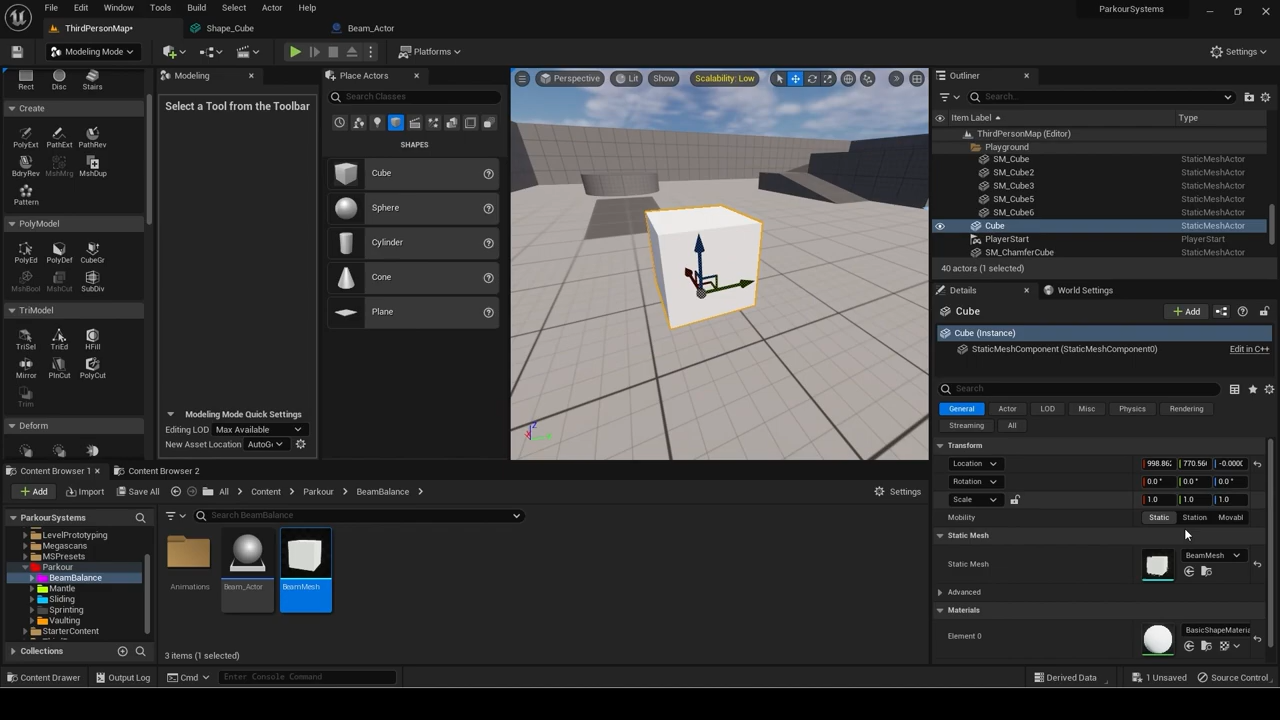 File Edit Window Tools Build Select Actor Help ParkourSystems
ThirdPersonMap• Shape_Cube Beam_Actor
Modeling Mode Platforms Settings
Rect Disc Stairs
Create
PolyExt PathExt PathRev
BdryRev MshMrg MshDup
Pattern
PolyModel
PolyEd PolyDef CubeGr
MshBool MshCut SubDiv
TriModel
TriSel TriEd HFill
Mirror PlnCut PolyCut
Trim
Deform
Modeling
Select a Tool from the Toolbar
Modeling Mode Quick Settings
Editing LOD Max Available
New Asset Location AutoG
Place Actors
Search Classes
SHAPES
Cube
Sphere
Cylinder
Cone
Plane
Perspective Lit Show Scalability: Low
Z
Outliner
Search...
Item Label Type
ThirdPersonMap (Editor)
Playground
SM_Cube StaticMeshActor
SM_Cube2 StaticMeshActor
SM_Cube3 StaticMeshActor
SM_Cube5 StaticMeshActor
SM_Cube6 StaticMeshActor
Cube StaticMeshActor
PlayerStart PlayerStart
SM_ChamferCube StaticMeshActor
40 actors (1 selected)
Details World Settings
Cube Add
Cube (Instance)
StaticMeshComponent (StaticMeshComponent0) Edit in C++
Search
General Actor LOD Misc Physics Rendering
Streaming All
Transform
Location 998.862 770.56 -0.000
Rotation 0.0 ° 0.0 ° 0.0 °
Scale 1.0 1.0 1.0
Mobility Static Station Movabl
Static Mesh
Static Mesh BeamMesh
Advanced
Materials
Element 0 BasicShapeMateria
Content Browser 1 Content Browser 2
Add Import Save All All Content Parkour BeamBalance Settings
ParkourSystems
LevelPrototyping
Megascans
MSPresets
Parkour
BeamBalance
Mantle
Sliding
Sprinting
Vaulting
StarterContent
Collections
Search BeamBalance
Animations Beam_Actor BeamMesh
3 items (1 selected)
Content Drawer Output Log Cmd Enter Console Command Derived Data 1 Unsaved Source Control